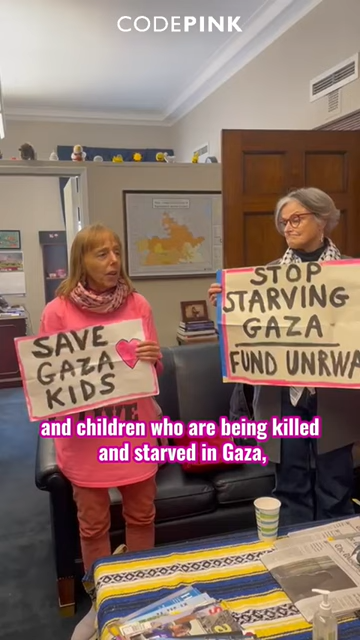 CODEPINK
SAVE
GAZA
KIDS
STOP
STARVING
GAZA
FUND UNRWA
and children who are being killed
and starved in Gaza,